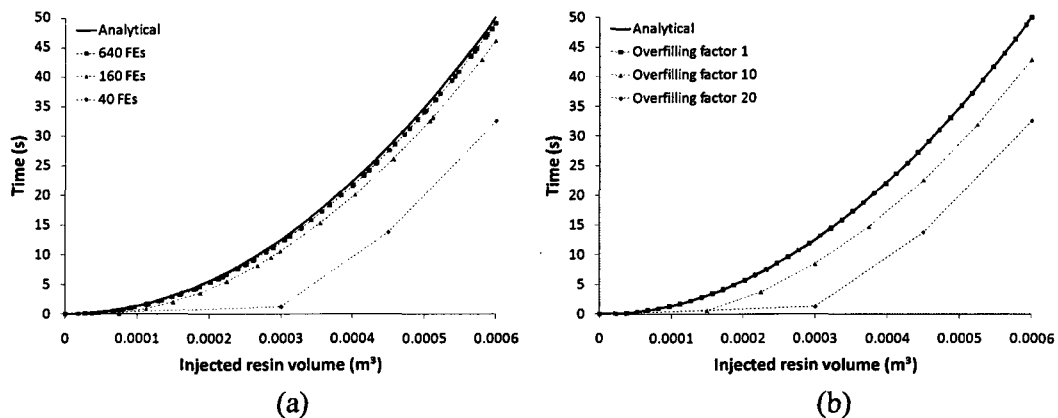 50
45
40
35
30
25
20
15
10
5
0
Time (s)
Analytical
640 FEs
160 FEs
40 FEs
0 0.0001 0.0002 0.0003 0.0004 0.0005 0.0006
Injected resin volume (m³)
(a)
50
45
40
35
30
25
20
15
10
5
0
Time (s)
Analytical
Overfilling factor 1
Overfilling factor 10
Overfilling factor 20
0 0.0001 0.0002 0.0003 0.0004 0.0005 0.0006
Injected resin volume (m³)
(b)